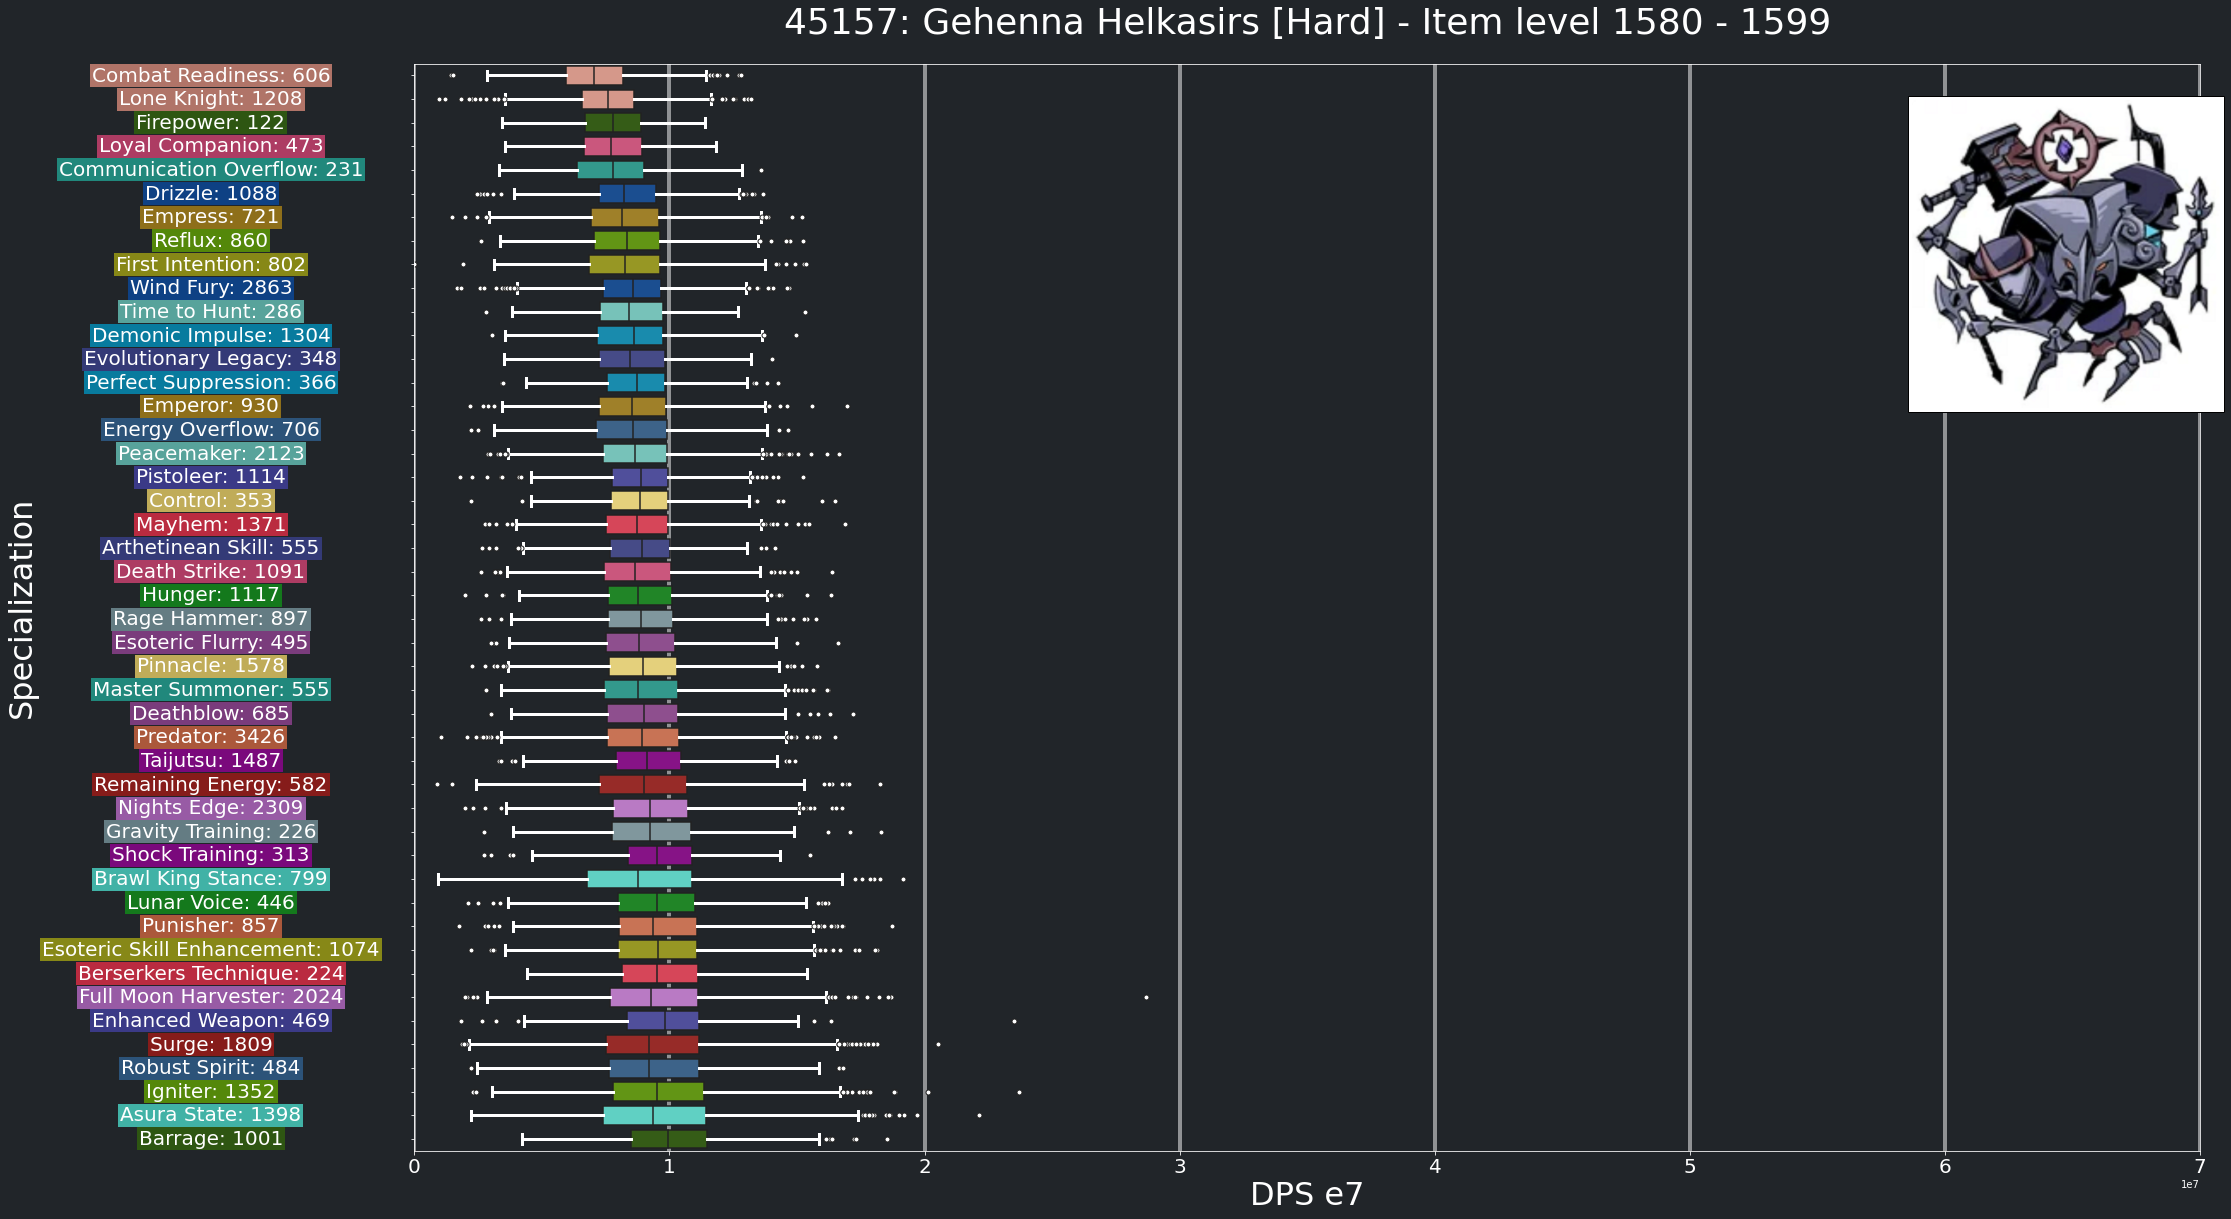 45157: Gehenna Helkasirs [Hard] - Item level 1580 - 1599
Specialization
Combat Readiness: 606
Lone Knight: 1208
Firepower: 122
Loyal Companion: 473
Communication Overflow: 231
Drizzle: 1088
Empress: 721
Reflux: 860
First Intention: 802
Wind Fury: 2863
Time to Hunt: 286
Demonic Impulse: 1304
Evolutionary Legacy: 348
Perfect Suppression: 366
Emperor: 930
Energy Overflow: 706
Peacemaker: 2123
Pistoleer: 1114
Control: 353
Mayhem: 1371
Arthetinean Skill: 555
Death Strike: 1091
Hunger: 1117
Rage Hammer: 897
Esoteric Flurry: 495
Pinnacle: 1578
Master Summoner: 555
Deathblow: 685
Predator: 3426
Taijutsu: 1487
Remaining Energy: 582
Nights Edge: 2309
Gravity Training: 226
Shock Training: 313
Brawl King Stance: 799
Lunar Voice: 446
Punisher: 857
Esoteric Skill Enhancement: 1074
Berserkers Technique: 224
Full Moon Harvester: 2024
Enhanced Weapon: 469
Surge: 1809
Robust Spirit: 484
Igniter: 1352
Asura State: 1398
Barrage: 1001
0 1 2 3 4 5 6 7
1e7
DPS e7